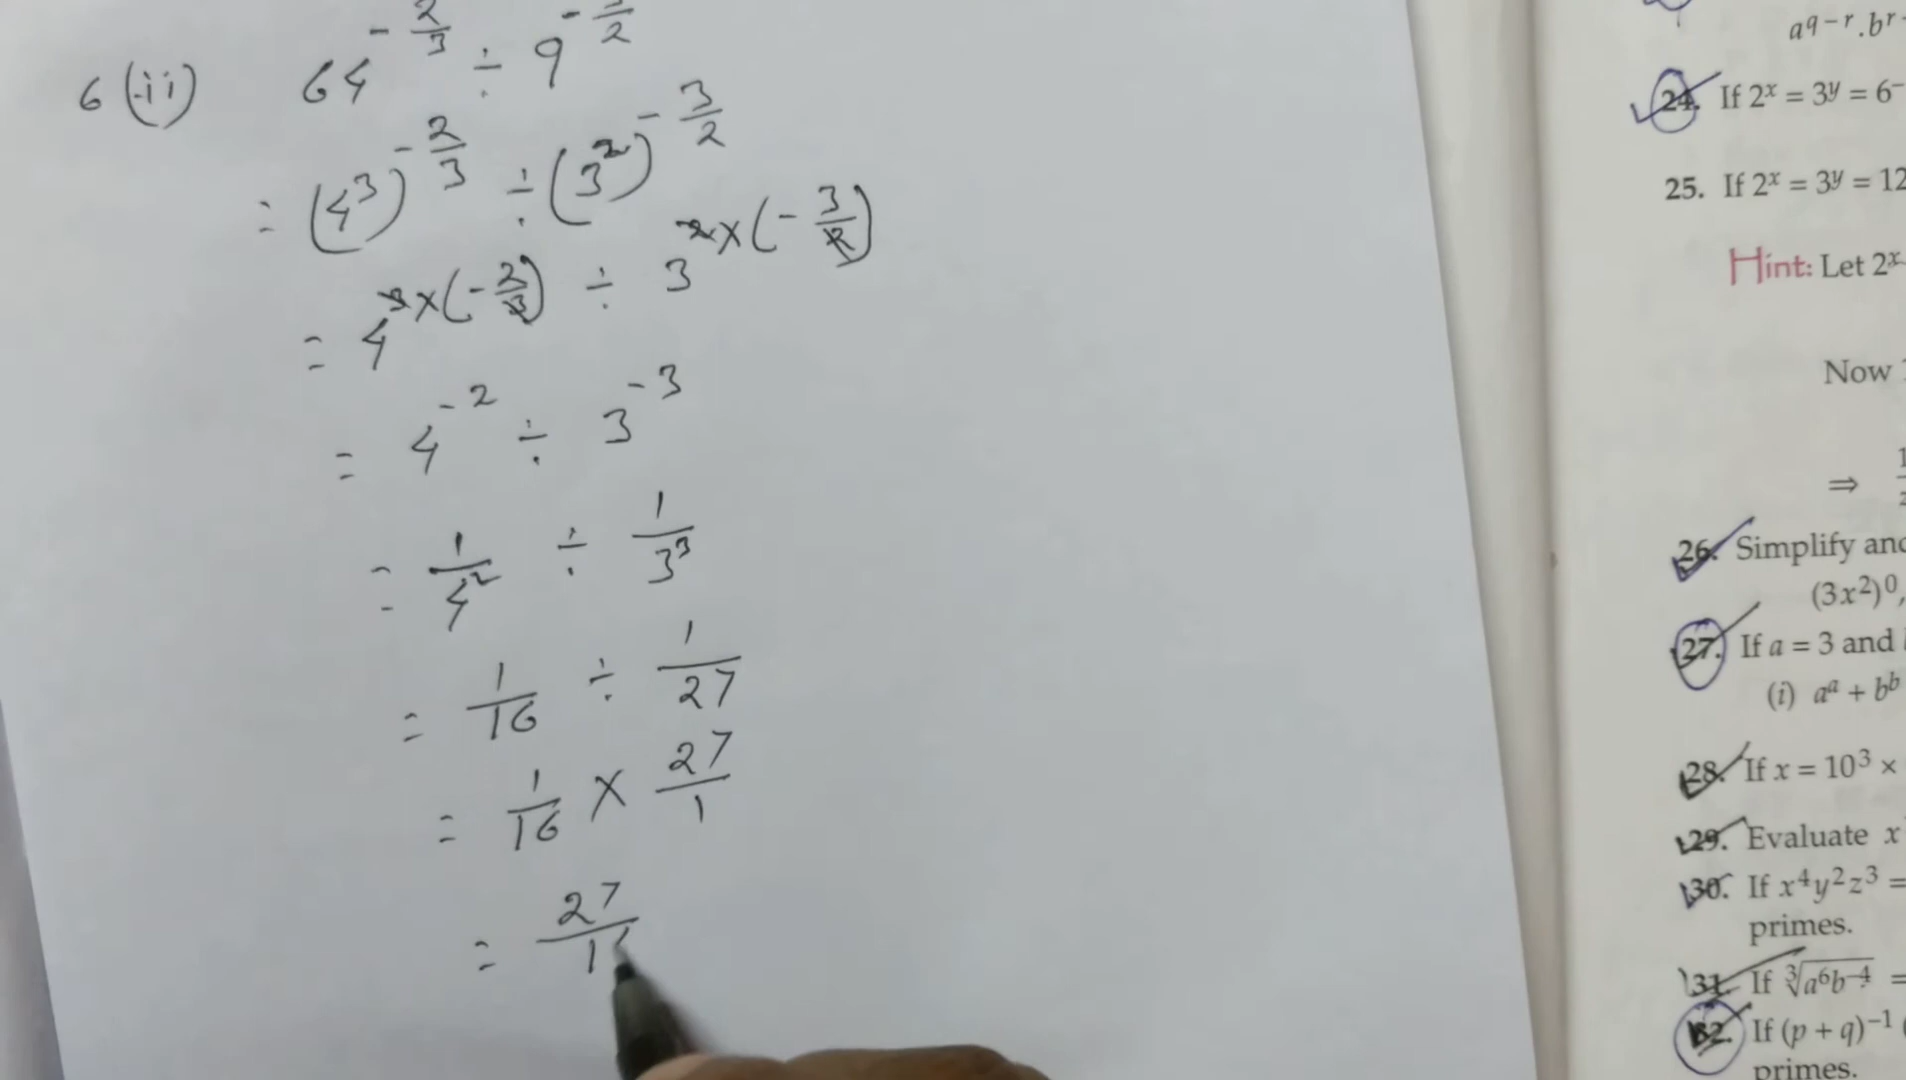 6 (ii) 64^{-2/3} ÷ 9^{-3/2}
= (4^3)^{-2/3} ÷ (3^2)^{-3/2}
= 4^{3×(-2/3)} ÷ 3^{2×(-3/2)}
= 4^{-2} ÷ 3^{-3}
= 1/4^2 ÷ 1/3^3
= 1/16 ÷ 1/27
= 1/16 × 27/1
= 27/16
a^{q-r}.b^r
24. If 2^x = 3^y = 6^-
25. If 2^x = 3^y = 12
Hint: Let 2^x
Now
⇒
26. Simplify and
(3x^2)^0,
27. If a = 3 and
(i) a^a + b^b
28. If x = 10^3 ×
29. Evaluate x
30. If x^4y^2z^3 =
primes.
31. If ∛(a^6b^{-4}) =
32. If (p + q)^{-1}
primes.